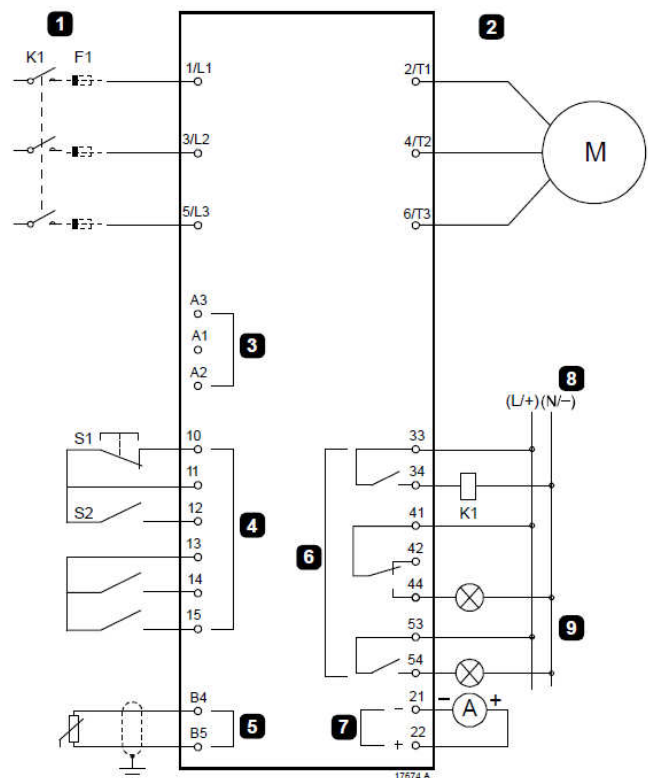 1
2
K1 F1
1/L1
2/T1
3/L2
4/T2
M
5/L3
6/T3
A3
A1
3
A2
8
(L/+)(N/−)
S1
10
33
11
34
S2
12
K1
4
41
13
6
42
14
44
15
53
9
54
B4
21
− A +
5
7
−
B5
22
+
17674.A